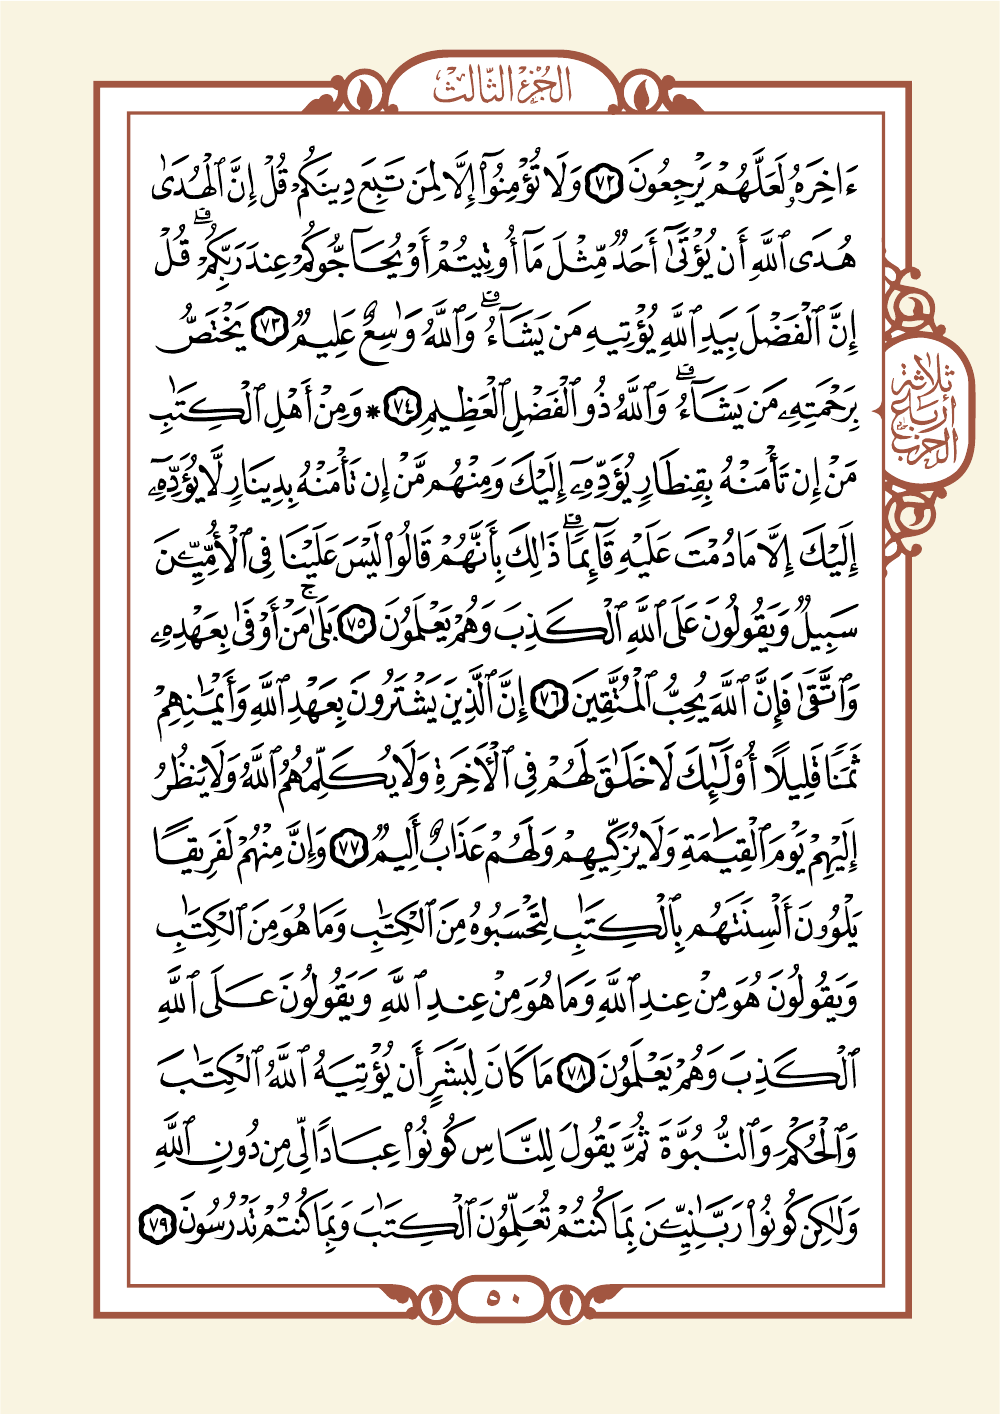 الجزء الثالث
ءَاخِرَهُۥ لَعَلَّهُمْ يَرْجِعُونَ ٧٢ وَلَا تُؤْمِنُوٓا۟ إِلَّا لِمَن تَبِعَ دِينَكُمْ قُلْ إِنَّ ٱلْهُدَىٰ
هُدَى ٱللَّهِ أَن يُؤْتَىٰٓ أَحَدٌ مِّثْلَ مَآ أُوتِيتُمْ أَوْ يُحَآجُّوكُمْ عِندَ رَبِّكُمْ ۗ قُلْ
إِنَّ ٱلْفَضْلَ بِيَدِ ٱللَّهِ يُؤْتِيهِ مَن يَشَآءُ ۗ وَٱللَّهُ وَٰسِعٌ عَلِيمٌ ٧٣ يَخْتَصُّ
بِرَحْمَتِهِۦ مَن يَشَآءُ ۗ وَٱللَّهُ ذُو ٱلْفَضْلِ ٱلْعَظِيمِ ٧٤ * وَمِنْ أَهْلِ ٱلْكِتَٰبِ
مَنْ إِن تَأْمَنْهُ بِقِنطَارٍ يُؤَدِّهِۦٓ إِلَيْكَ وَمِنْهُم مَّنْ إِن تَأْمَنْهُ بِدِينَارٍ لَّا يُؤَدِّهِۦٓ
إِلَيْكَ إِلَّا مَا دُمْتَ عَلَيْهِ قَآئِمًا ۗ ذَٰلِكَ بِأَنَّهُمْ قَالُوا۟ لَيْسَ عَلَيْنَا فِى ٱلْأُمِّيِّـۧنَ
سَبِيلٌ وَيَقُولُونَ عَلَى ٱللَّهِ ٱلْكَذِبَ وَهُمْ يَعْلَمُونَ ٧٥ بَلَىٰ ۚ مَنْ أَوْفَىٰ بِعَهْدِهِۦ
وَٱتَّقَىٰ فَإِنَّ ٱللَّهَ يُحِبُّ ٱلْمُتَّقِينَ ٧٦ إِنَّ ٱلَّذِينَ يَشْتَرُونَ بِعَهْدِ ٱللَّهِ وَأَيْمَٰنِهِمْ
ثَمَنًا قَلِيلًا أُو۟لَٰٓئِكَ لَا خَلَٰقَ لَهُمْ فِى ٱلْـَٔاخِرَةِ وَلَا يُكَلِّمُهُمُ ٱللَّهُ وَلَا يَنظُرُ
إِلَيْهِمْ يَوْمَ ٱلْقِيَٰمَةِ وَلَا يُزَكِّيهِمْ وَلَهُمْ عَذَابٌ أَلِيمٌ ٧٧ وَإِنَّ مِنْهُمْ لَفَرِيقًا
يَلْوُۥنَ أَلْسِنَتَهُم بِٱلْكِتَٰبِ لِتَحْسَبُوهُ مِنَ ٱلْكِتَٰبِ وَمَا هُوَ مِنَ ٱلْكِتَٰبِ
وَيَقُولُونَ هُوَ مِنْ عِندِ ٱللَّهِ وَمَا هُوَ مِنْ عِندِ ٱللَّهِ وَيَقُولُونَ عَلَى ٱللَّهِ
ٱلْكَذِبَ وَهُمْ يَعْلَمُونَ ٧٨ مَا كَانَ لِبَشَرٍ أَن يُؤْتِيَهُ ٱللَّهُ ٱلْكِتَٰبَ
وَٱلْحُكْمَ وَٱلنُّبُوَّةَ ثُمَّ يَقُولَ لِلنَّاسِ كُونُوا۟ عِبَادًا لِّى مِن دُونِ ٱللَّهِ
وَلَٰكِن كُونُوا۟ رَبَّٰنِيِّـۧنَ بِمَا كُنتُمْ تُعَلِّمُونَ ٱلْكِتَٰبَ وَبِمَا كُنتُمْ تَدْرُسُونَ ٧٩
ثلاثة
أرباع
الحزب
٥٠